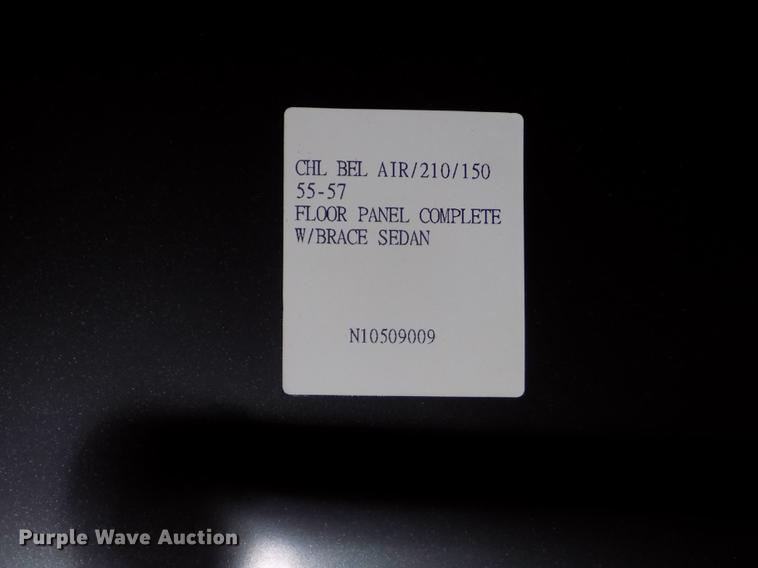 CHL BEL AIR/210/150
55-57
FLOOR PANEL COMPLETE
W/BRACE SEDAN
N10509009
Purple Wave Auction